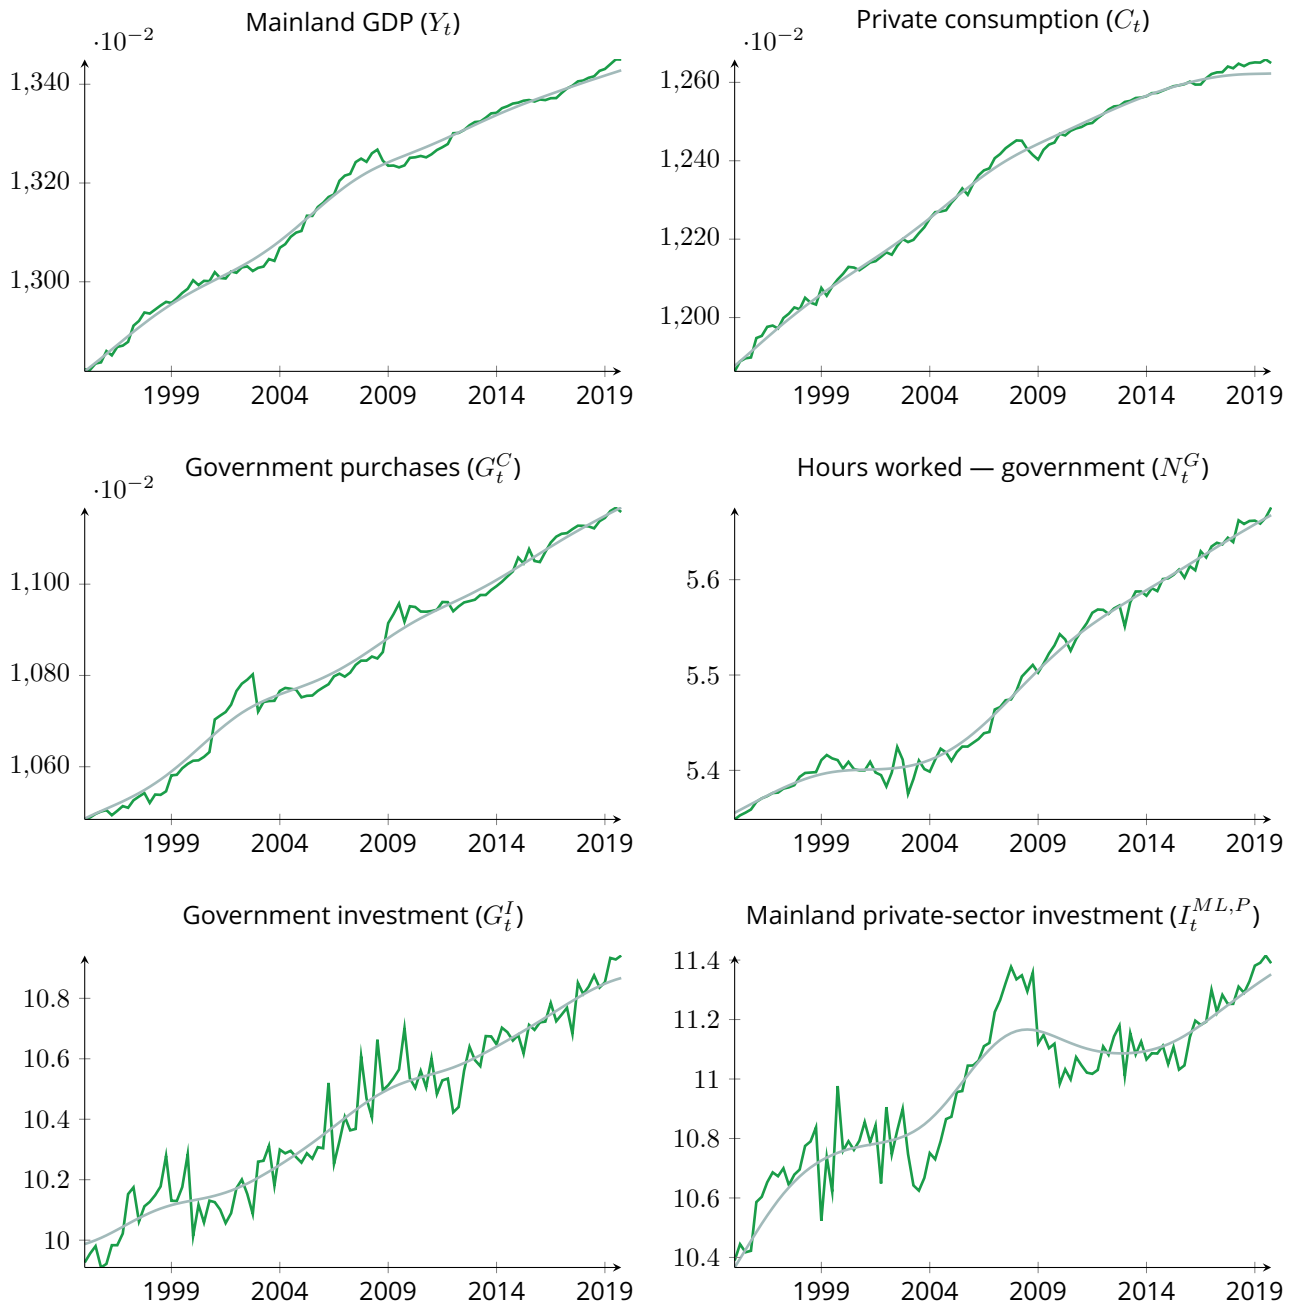 Mainland GDP (Y_t)
·10^−2
1,340
1,320
1,300
1999 2004 2009 2014 2019
Private consumption (C_t)
·10^−2
1,260
1,240
1,220
1,200
1999 2004 2009 2014 2019
Government purchases (G_t^C)
·10^−2
1,100
1,080
1,060
1999 2004 2009 2014 2019
Hours worked — government (N_t^G)
5.6
5.5
5.4
1999 2004 2009 2014 2019
Government investment (G_t^I)
10.8
10.6
10.4
10.2
10
1999 2004 2009 2014 2019
Mainland private-sector investment (I_t^{ML,P})
11.4
11.2
11
10.8
10.6
10.4
1999 2004 2009 2014 2019